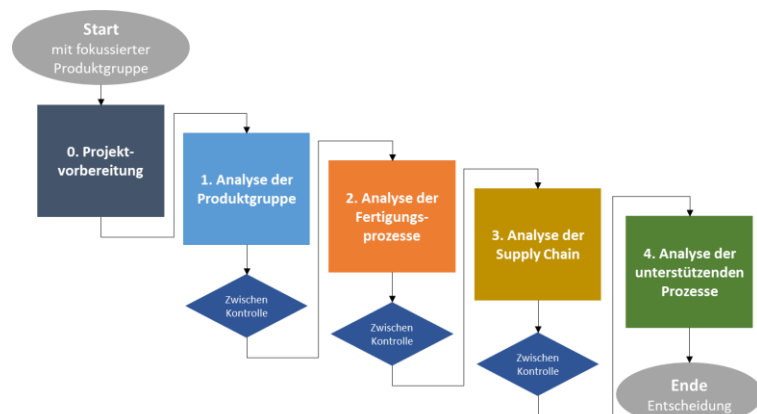 Start
mit fokussierter
Produktgruppe
0. Projekt-
vorbereitung
1. Analyse der
Produktgruppe
Zwischen
Kontrolle
2. Analyse der
Fertigungs-
prozesse
Zwischen
Kontrolle
3. Analyse der
Supply Chain
Zwischen
Kontrolle
4. Analyse der
unterstützenden
Prozesse
Ende
Entscheidung